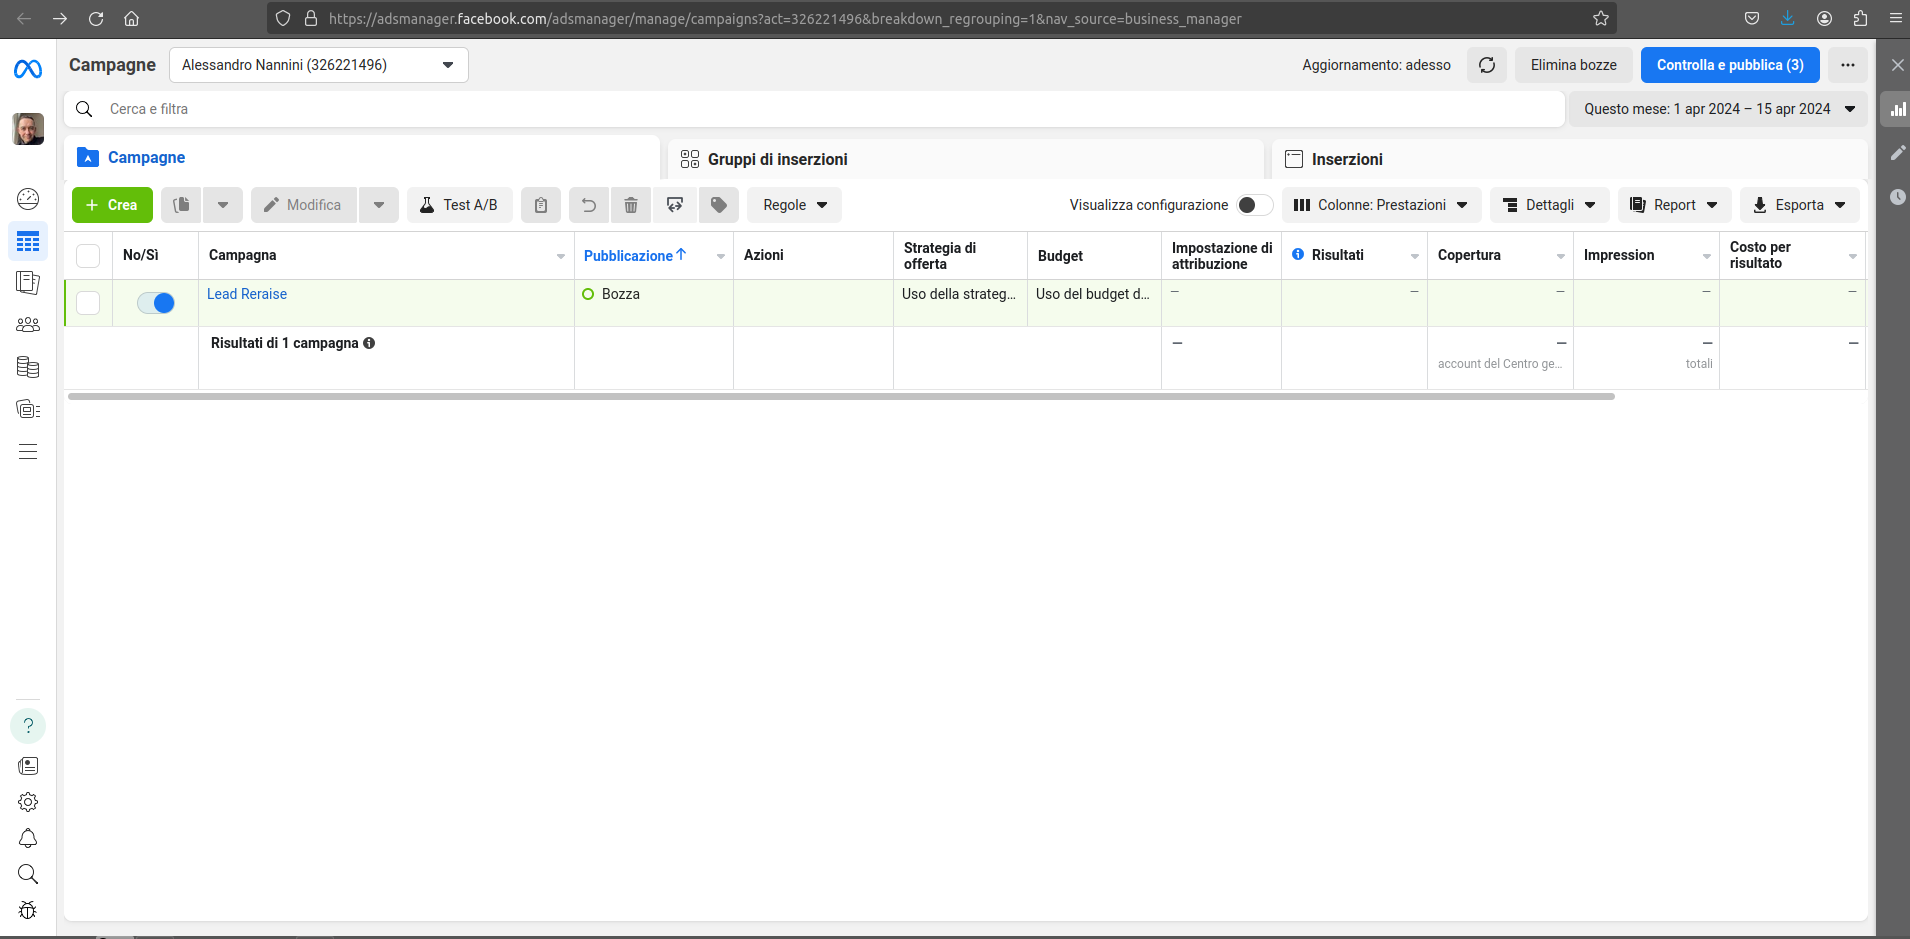 https://adsmanager.facebook.com/adsmanager/manage/campaigns?act=326221496&breakdown_regrouping=1&nav_source=business_manager
Campagne
Alessandro Nannini (326221496)
Aggiornamento: adesso
Elimina bozze
Controlla e pubblica (3)
Cerca e filtra
Questo mese: 1 apr 2024 – 15 apr 2024
Campagne
Gruppi di inserzioni
Inserzioni
+ Crea
Modifica
Test A/B
Regole
Visualizza configurazione
Colonne: Prestazioni
Dettagli
Report
Esporta
No/Sì
Campagna
Pubblicazione ↑
Azioni
Strategia di
offerta
Budget
Impostazione di
attribuzione
Risultati
Copertura
Impression
Costo per
risultato
Lead Reraise
Bozza
Uso della strateg...
Uso del budget d...
—
—
—
—
—
Risultati di 1 campagna
—
—
account del Centro ge...
—
totali
—
?